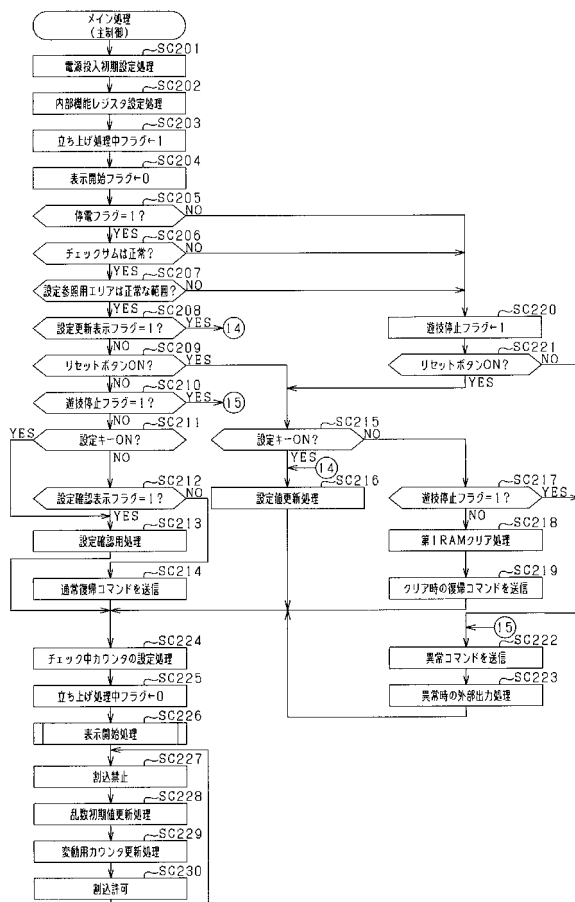 メイン処理
(主制御)
SC201
電源投入初期設定処理
SC202
内部機能レジスタ設定処理
SC203
立ち上げ処理中フラグ←1
SC204
表示開始フラグ←0
SC205
停電フラグ=1?
NO
YES
SC206
チェックサムは正常?
NO
YES
SC207
設定参照用エリアは正常な範囲?
NO
YES
SC208
設定更新表示フラグ=1?
YES
14
NO
SC209
リセットボタンON?
YES
NO
SC210
遊技停止フラグ=1?
YES
15
NO
SC211
YES
設定キーON?
NO
SC212
設定確認表示フラグ=1?
NO
YES
SC213
設定確認用処理
SC214
通常復帰コマンドを送信
SC215
設定キーON?
NO
YES
14
SC216
設定値更新処理
SC220
遊技停止フラグ←1
SC221
リセットボタンON?
NO
YES
SC217
遊技停止フラグ=1?
YES
NO
SC218
第1RAMクリア処理
SC219
クリア時の復帰コマンドを送信
15
SC222
異常コマンドを送信
SC223
異常時の外部出力処理
SC224
チェック中カウンタの設定処理
SC225
立ち上げ処理中フラグ←0
SC226
表示開始処理
SC227
割込禁止
SC228
乱数初期値更新処理
SC229
変動用カウンタ更新処理
SC230
割込許可